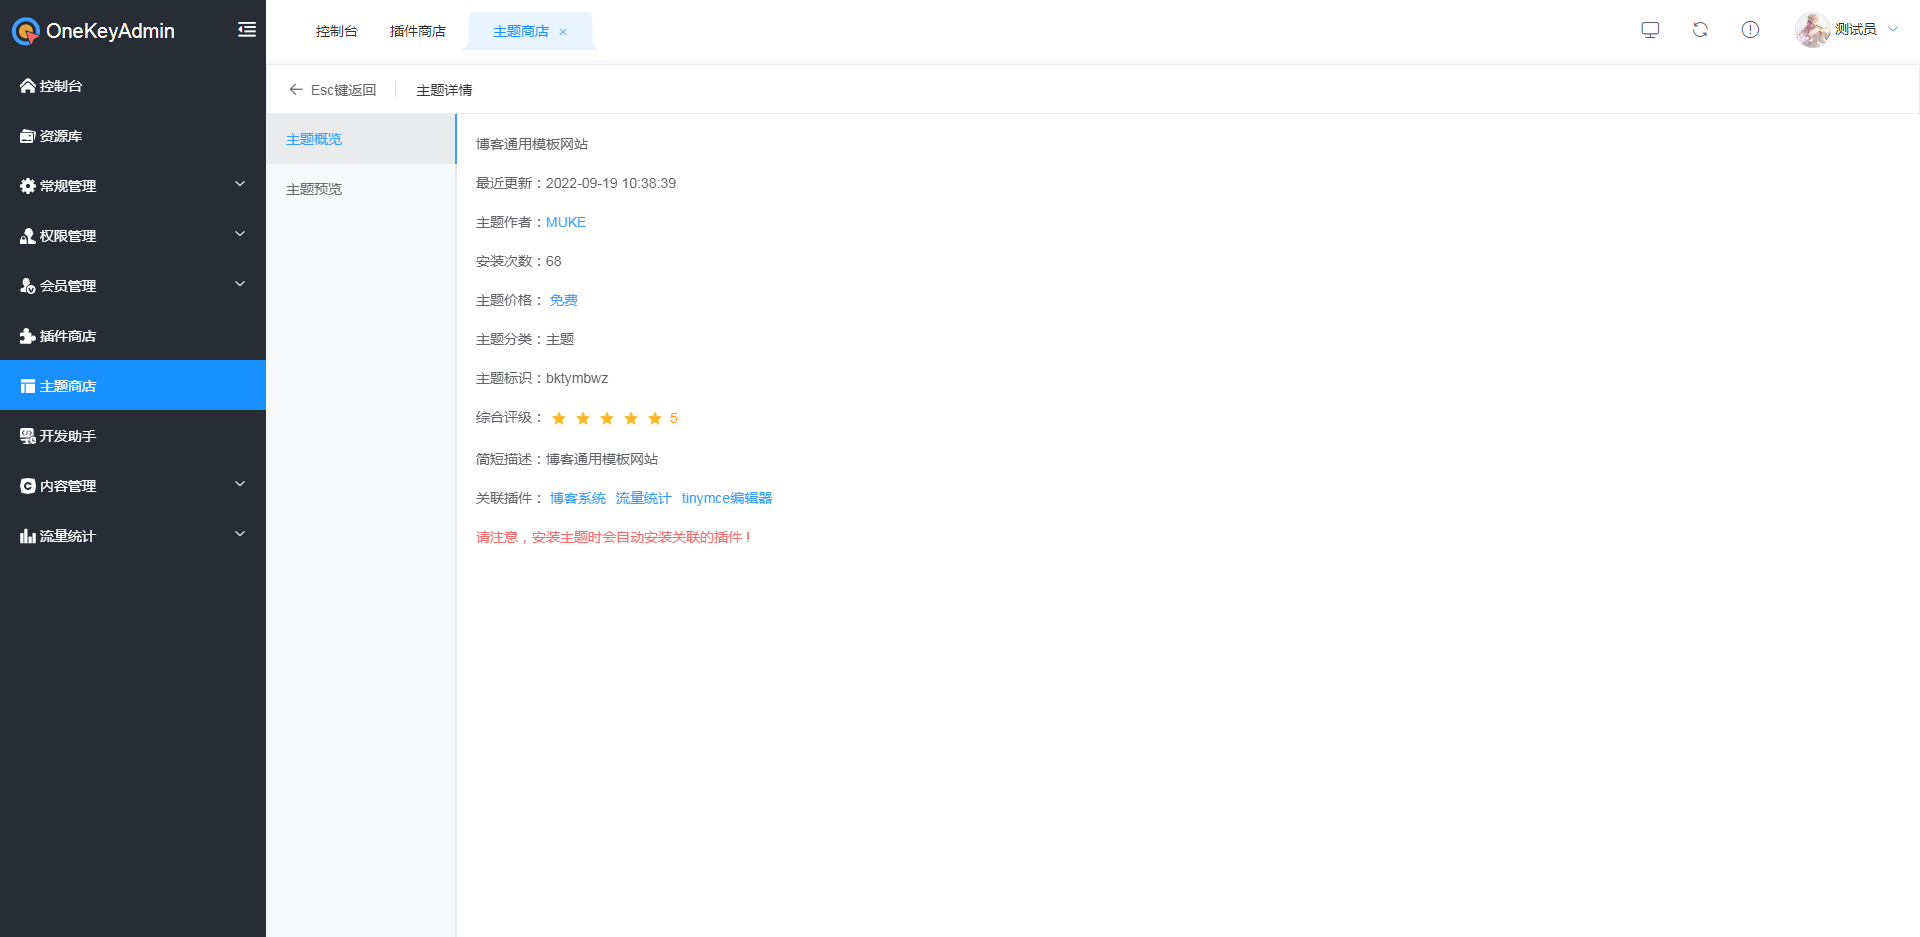 OneKeyAdmin
控制台
资源库
常规管理
权限管理
会员管理
插件商店
主题商店
开发助手
内容管理
流量统计
控制台 插件商店 主题商店
测试员
Esc键返回 主题详情
主题概览
主题预览
博客通用模板网站
最近更新：2022-09-19 10:38:39
主题作者：MUKE
安装次数：68
主题价格： 免费
主题分类：主题
主题标识：bktymbwz
综合评级： 5
简短描述：博客通用模板网站
关联插件： 博客系统 流量统计 tinymce编辑器
请注意，安装主题时会自动安装关联的插件！